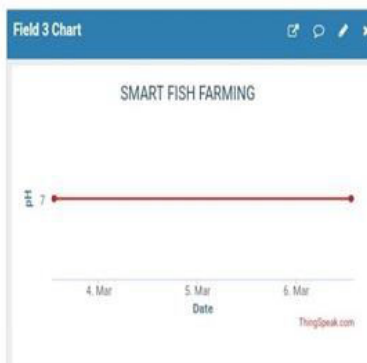 Field 3 Chart
SMART FISH FARMING
pH
7
4. Mar
5. Mar
6. Mar
Date
ThingSpeak.com